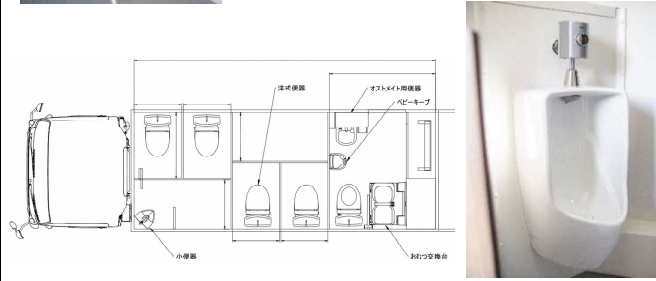 洋式便器
オストメイト用便器
ベビーキープ
小便器
おむつ交換台